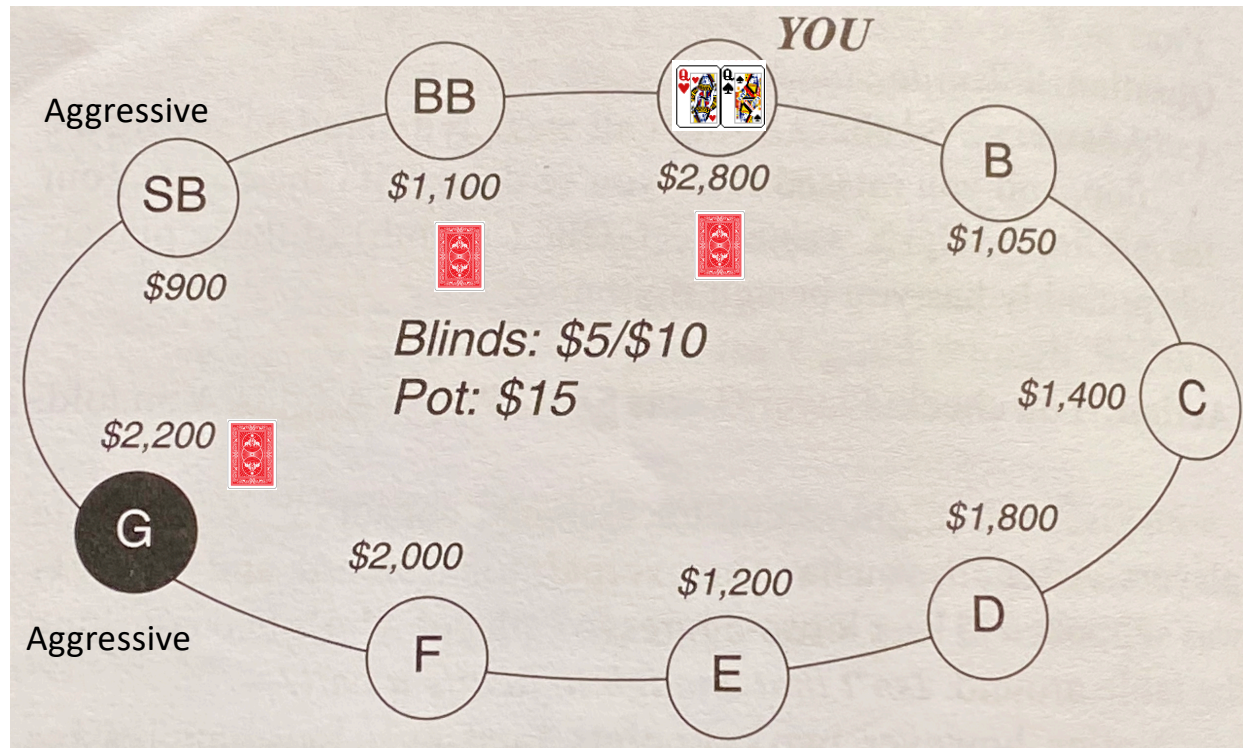 YOU
Aggressive
BB
Q Q
B
SB
$1,100
$2,800
$1,050
$900
Blinds: $5/$10
Pot: $15
$1,400
C
$2,200
G
$2,000
$1,800
$1,200
D
Aggressive
F
E